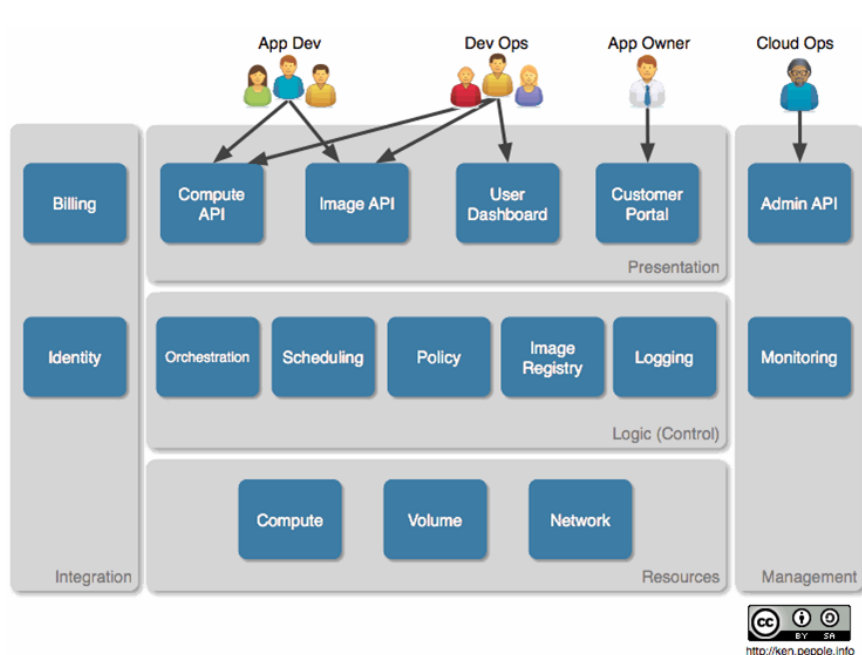 App Dev
Dev Ops
App Owner
Cloud Ops
Billing
Compute
API
Image API
User
Dashboard
Customer
Portal
Admin API
Presentation
Identity
Orchestration
Scheduling
Policy
Image
Registry
Logging
Monitoring
Logic (Control)
Compute
Volume
Network
Integration
Resources
Management
cc
BY SA
http://ken.pepple.info